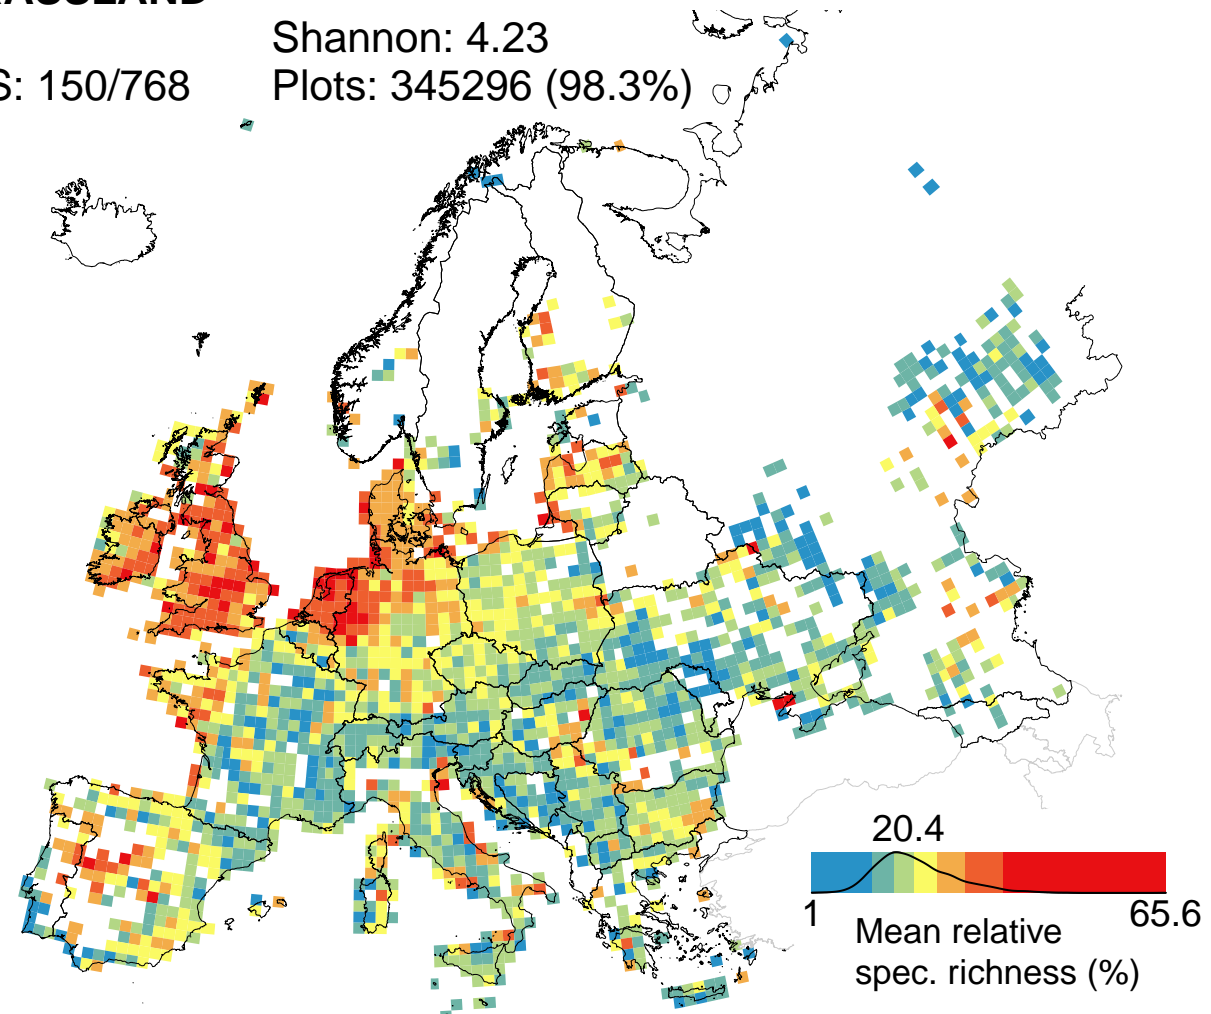 Shannon: 4.23
S: 150/768
Plots: 345296 (98.3%)
20.4
1
65.6
Mean relative
spec. richness (%)